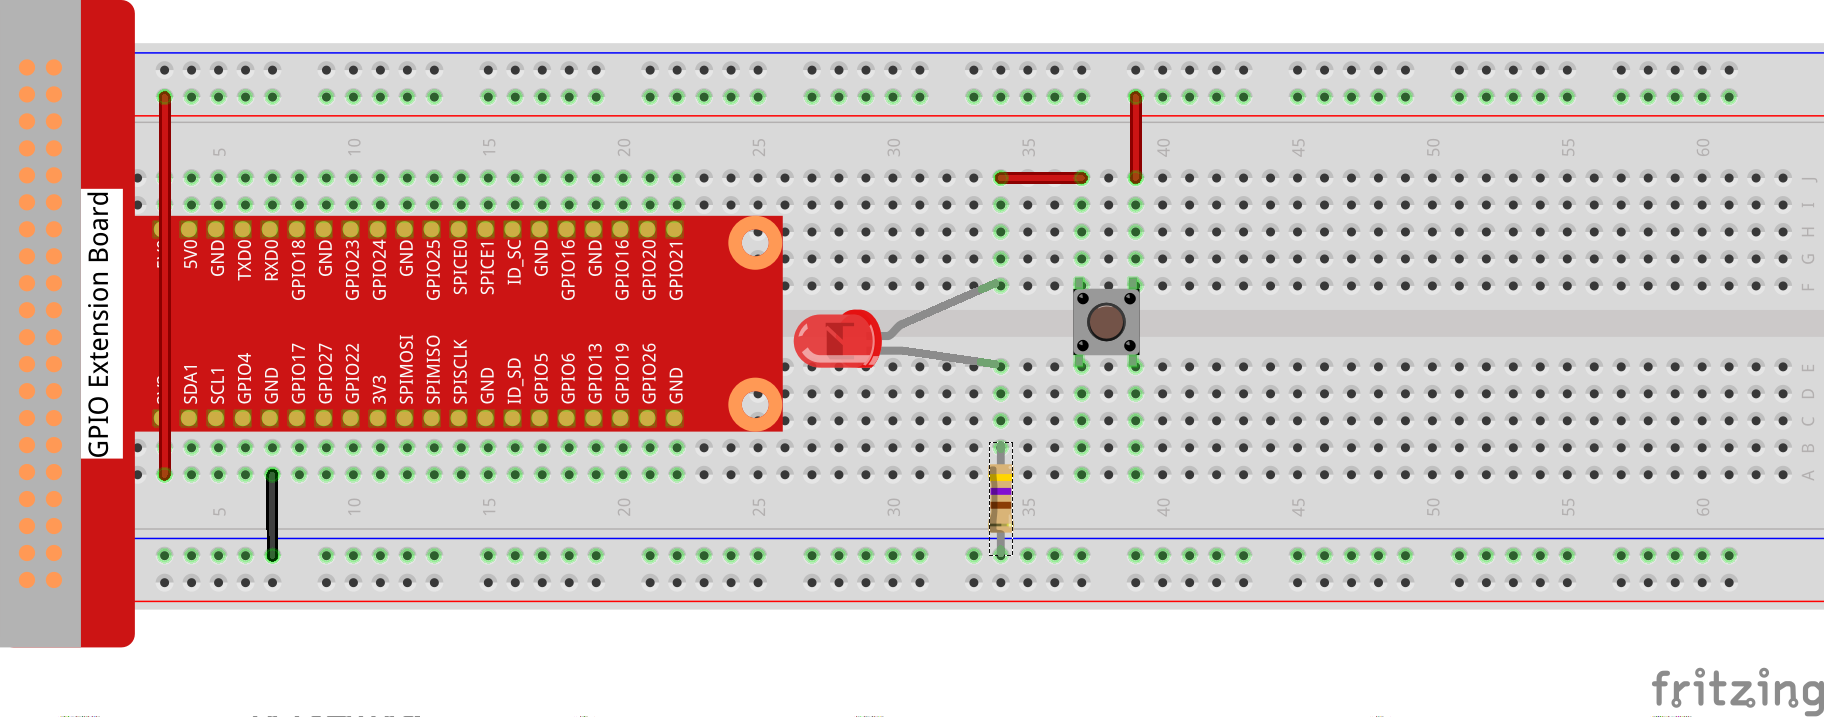 GPIO Extension Board
5 10 15 20 25 30 35 40 45 50 55 60
J
I
H
G
F
5V0 GND TXD0 RXD0 GPIO18 GND GPIO23 GPIO24 GND GPIO25 SPICE0 SPICE1 ID_SC GND GPIO16 GND GPIO16 GPIO20 GPIO21
SDA1 SCL1 GPIO4 GND GPIO17 GPIO27 GPIO22 3V3 SPIMOSI SPIMISO SPISCLK GND ID_SD GPIO5 GPIO6 GPIO13 GPIO19 GPIO26 GND
E
D
C
B
A
5 10 15 20 25 30 35 40 45 50 55 60
fritzing